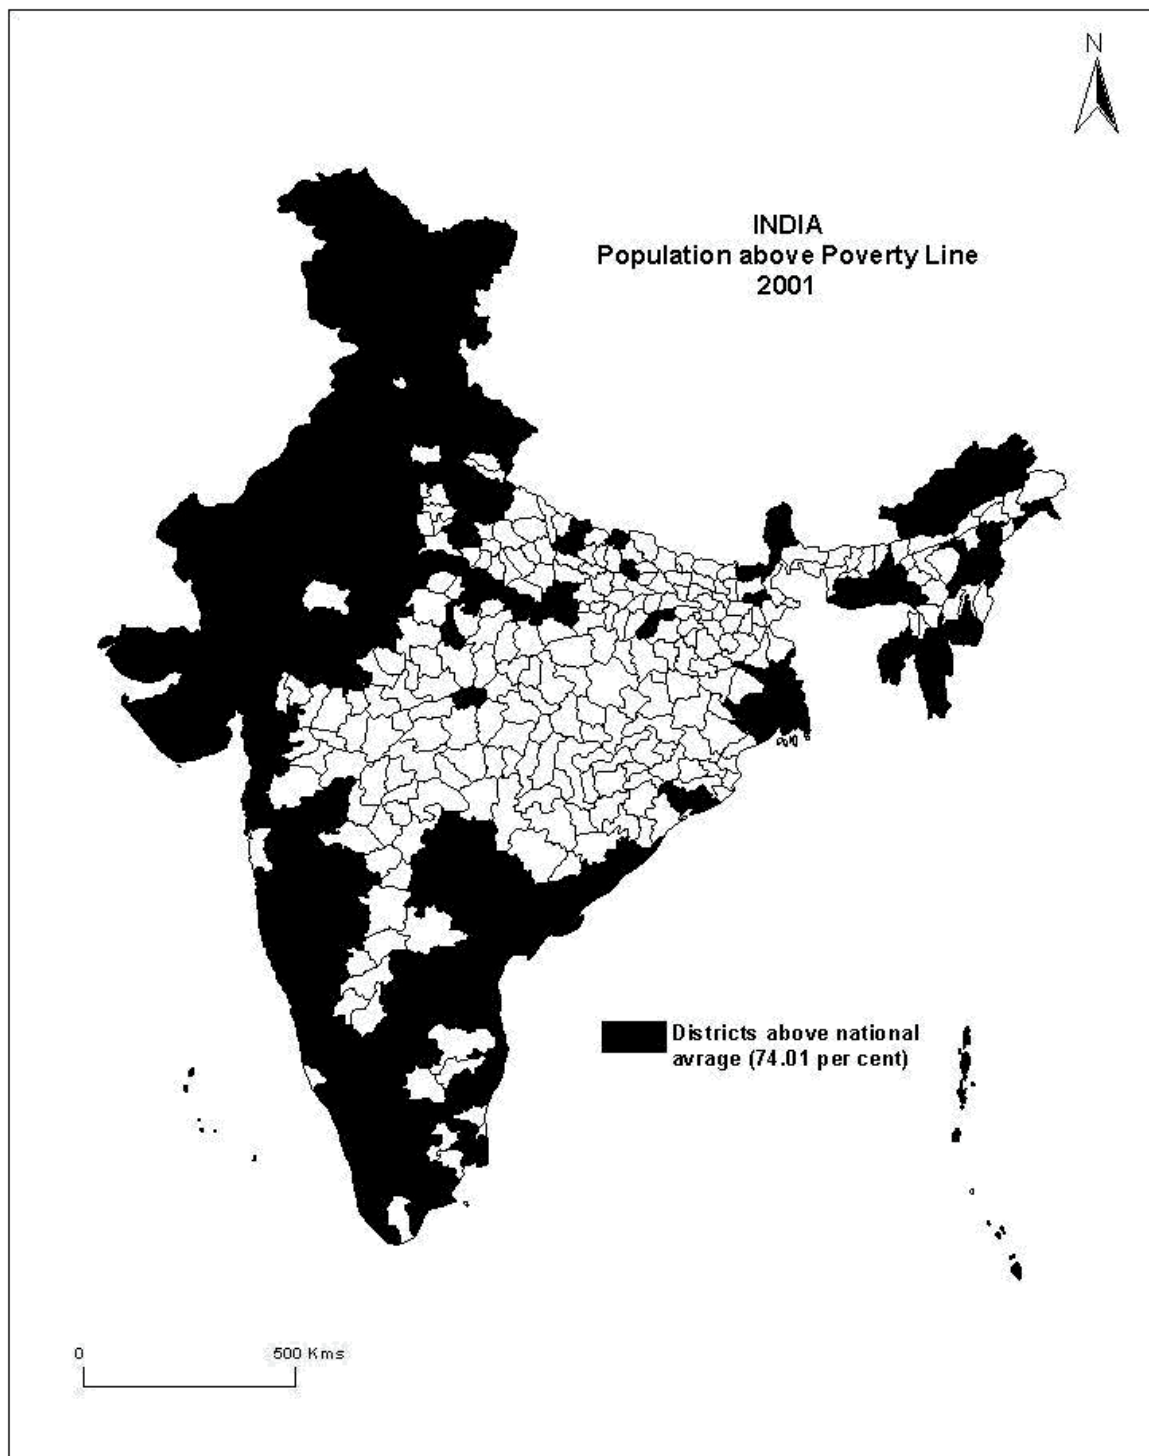 N
INDIA
Population above Poverty Line
2001
Districts above national
avrage (74.01 per cent)
0 500 Kms